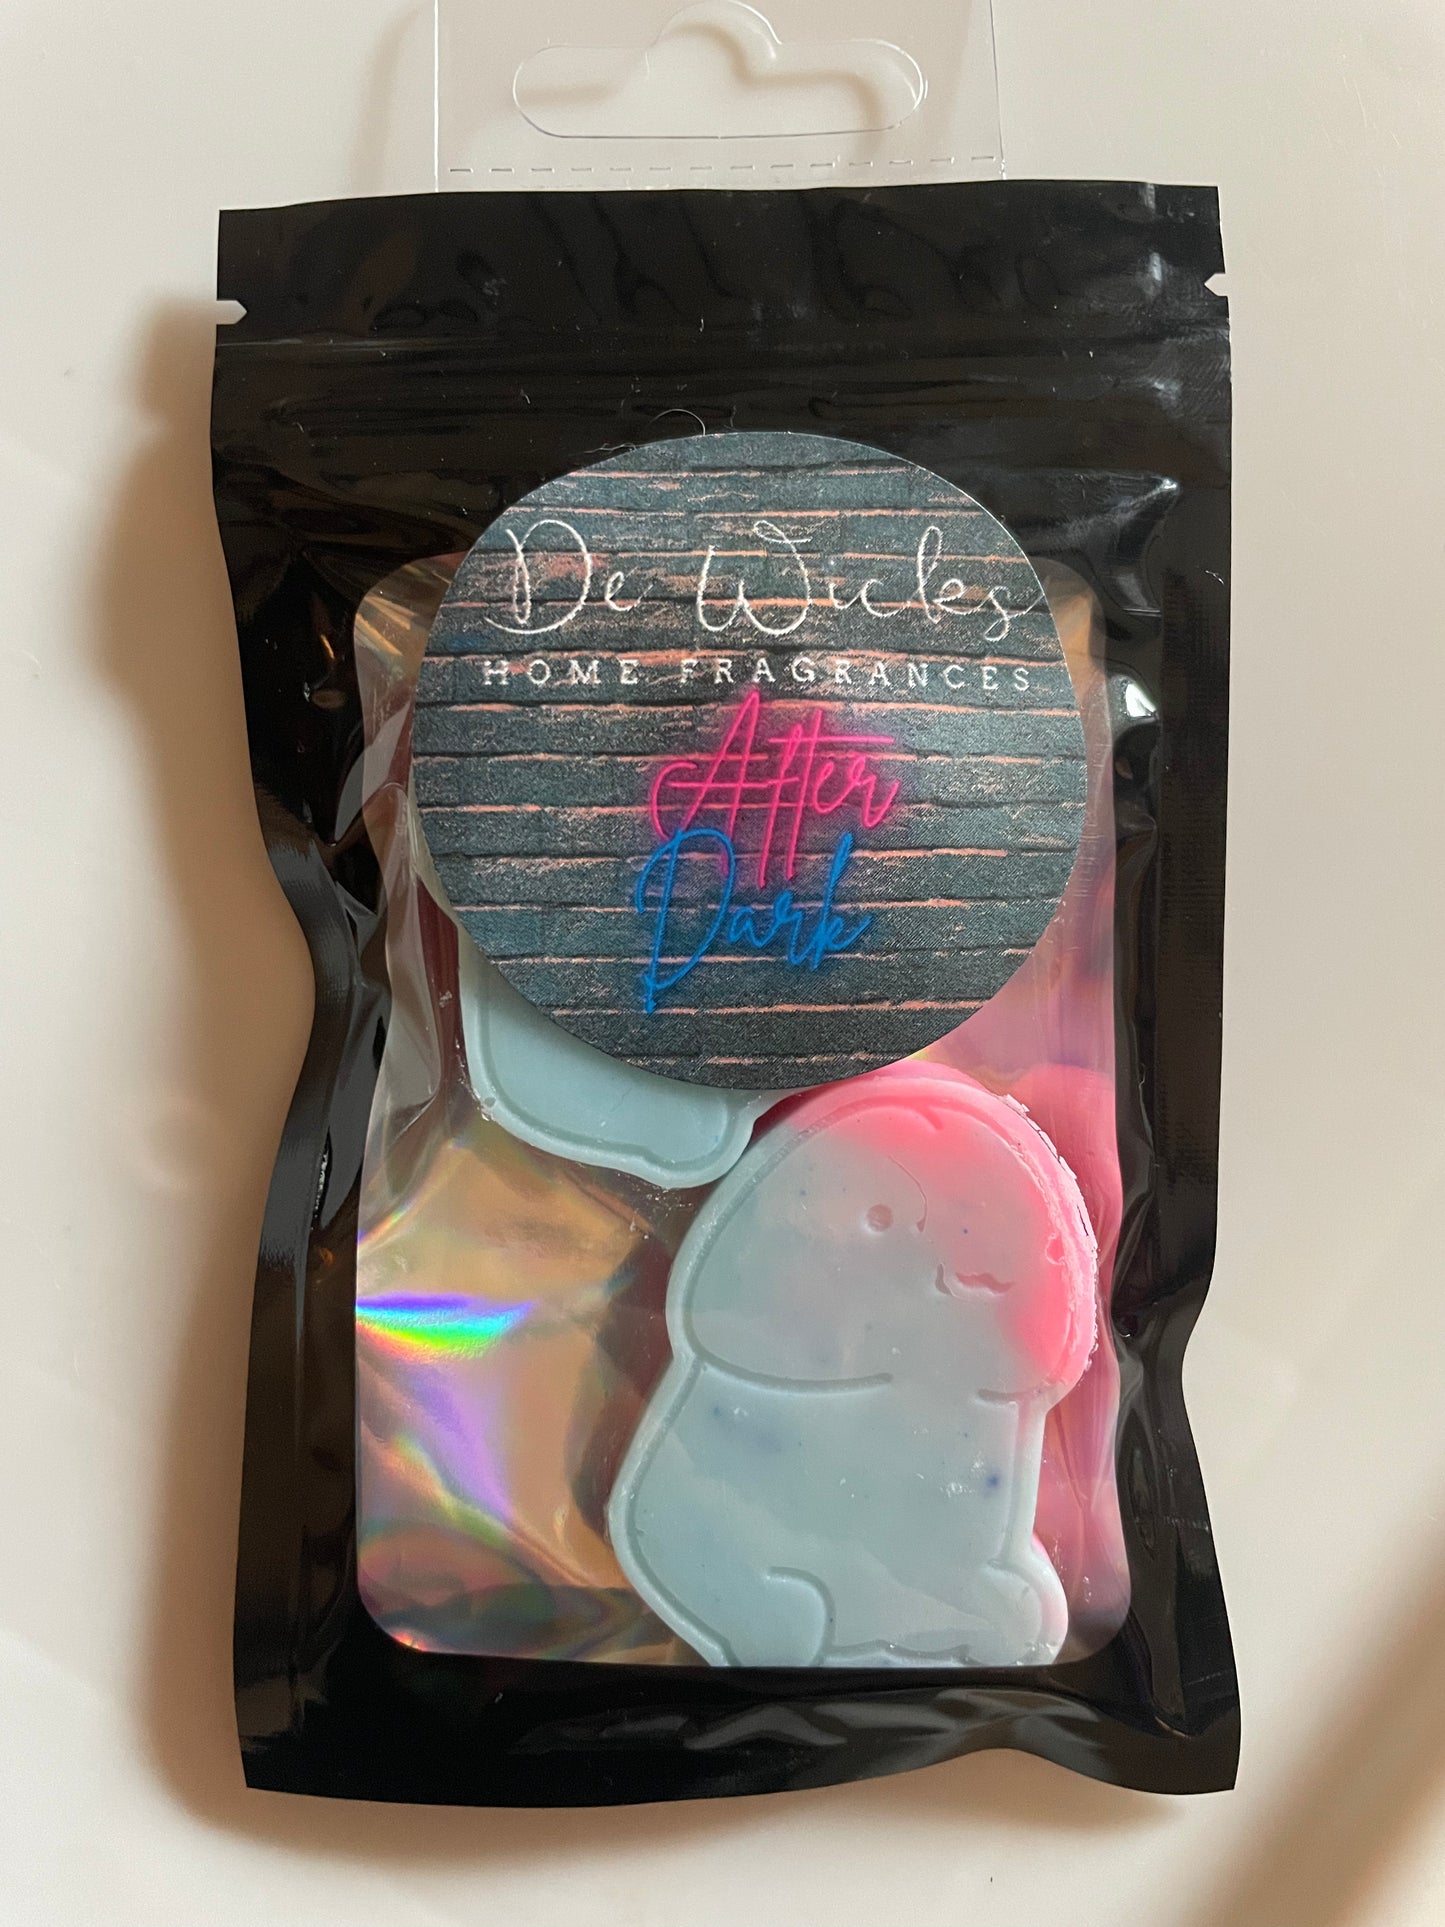 De Wicks
HOME FRAGRANCES
After
Dark